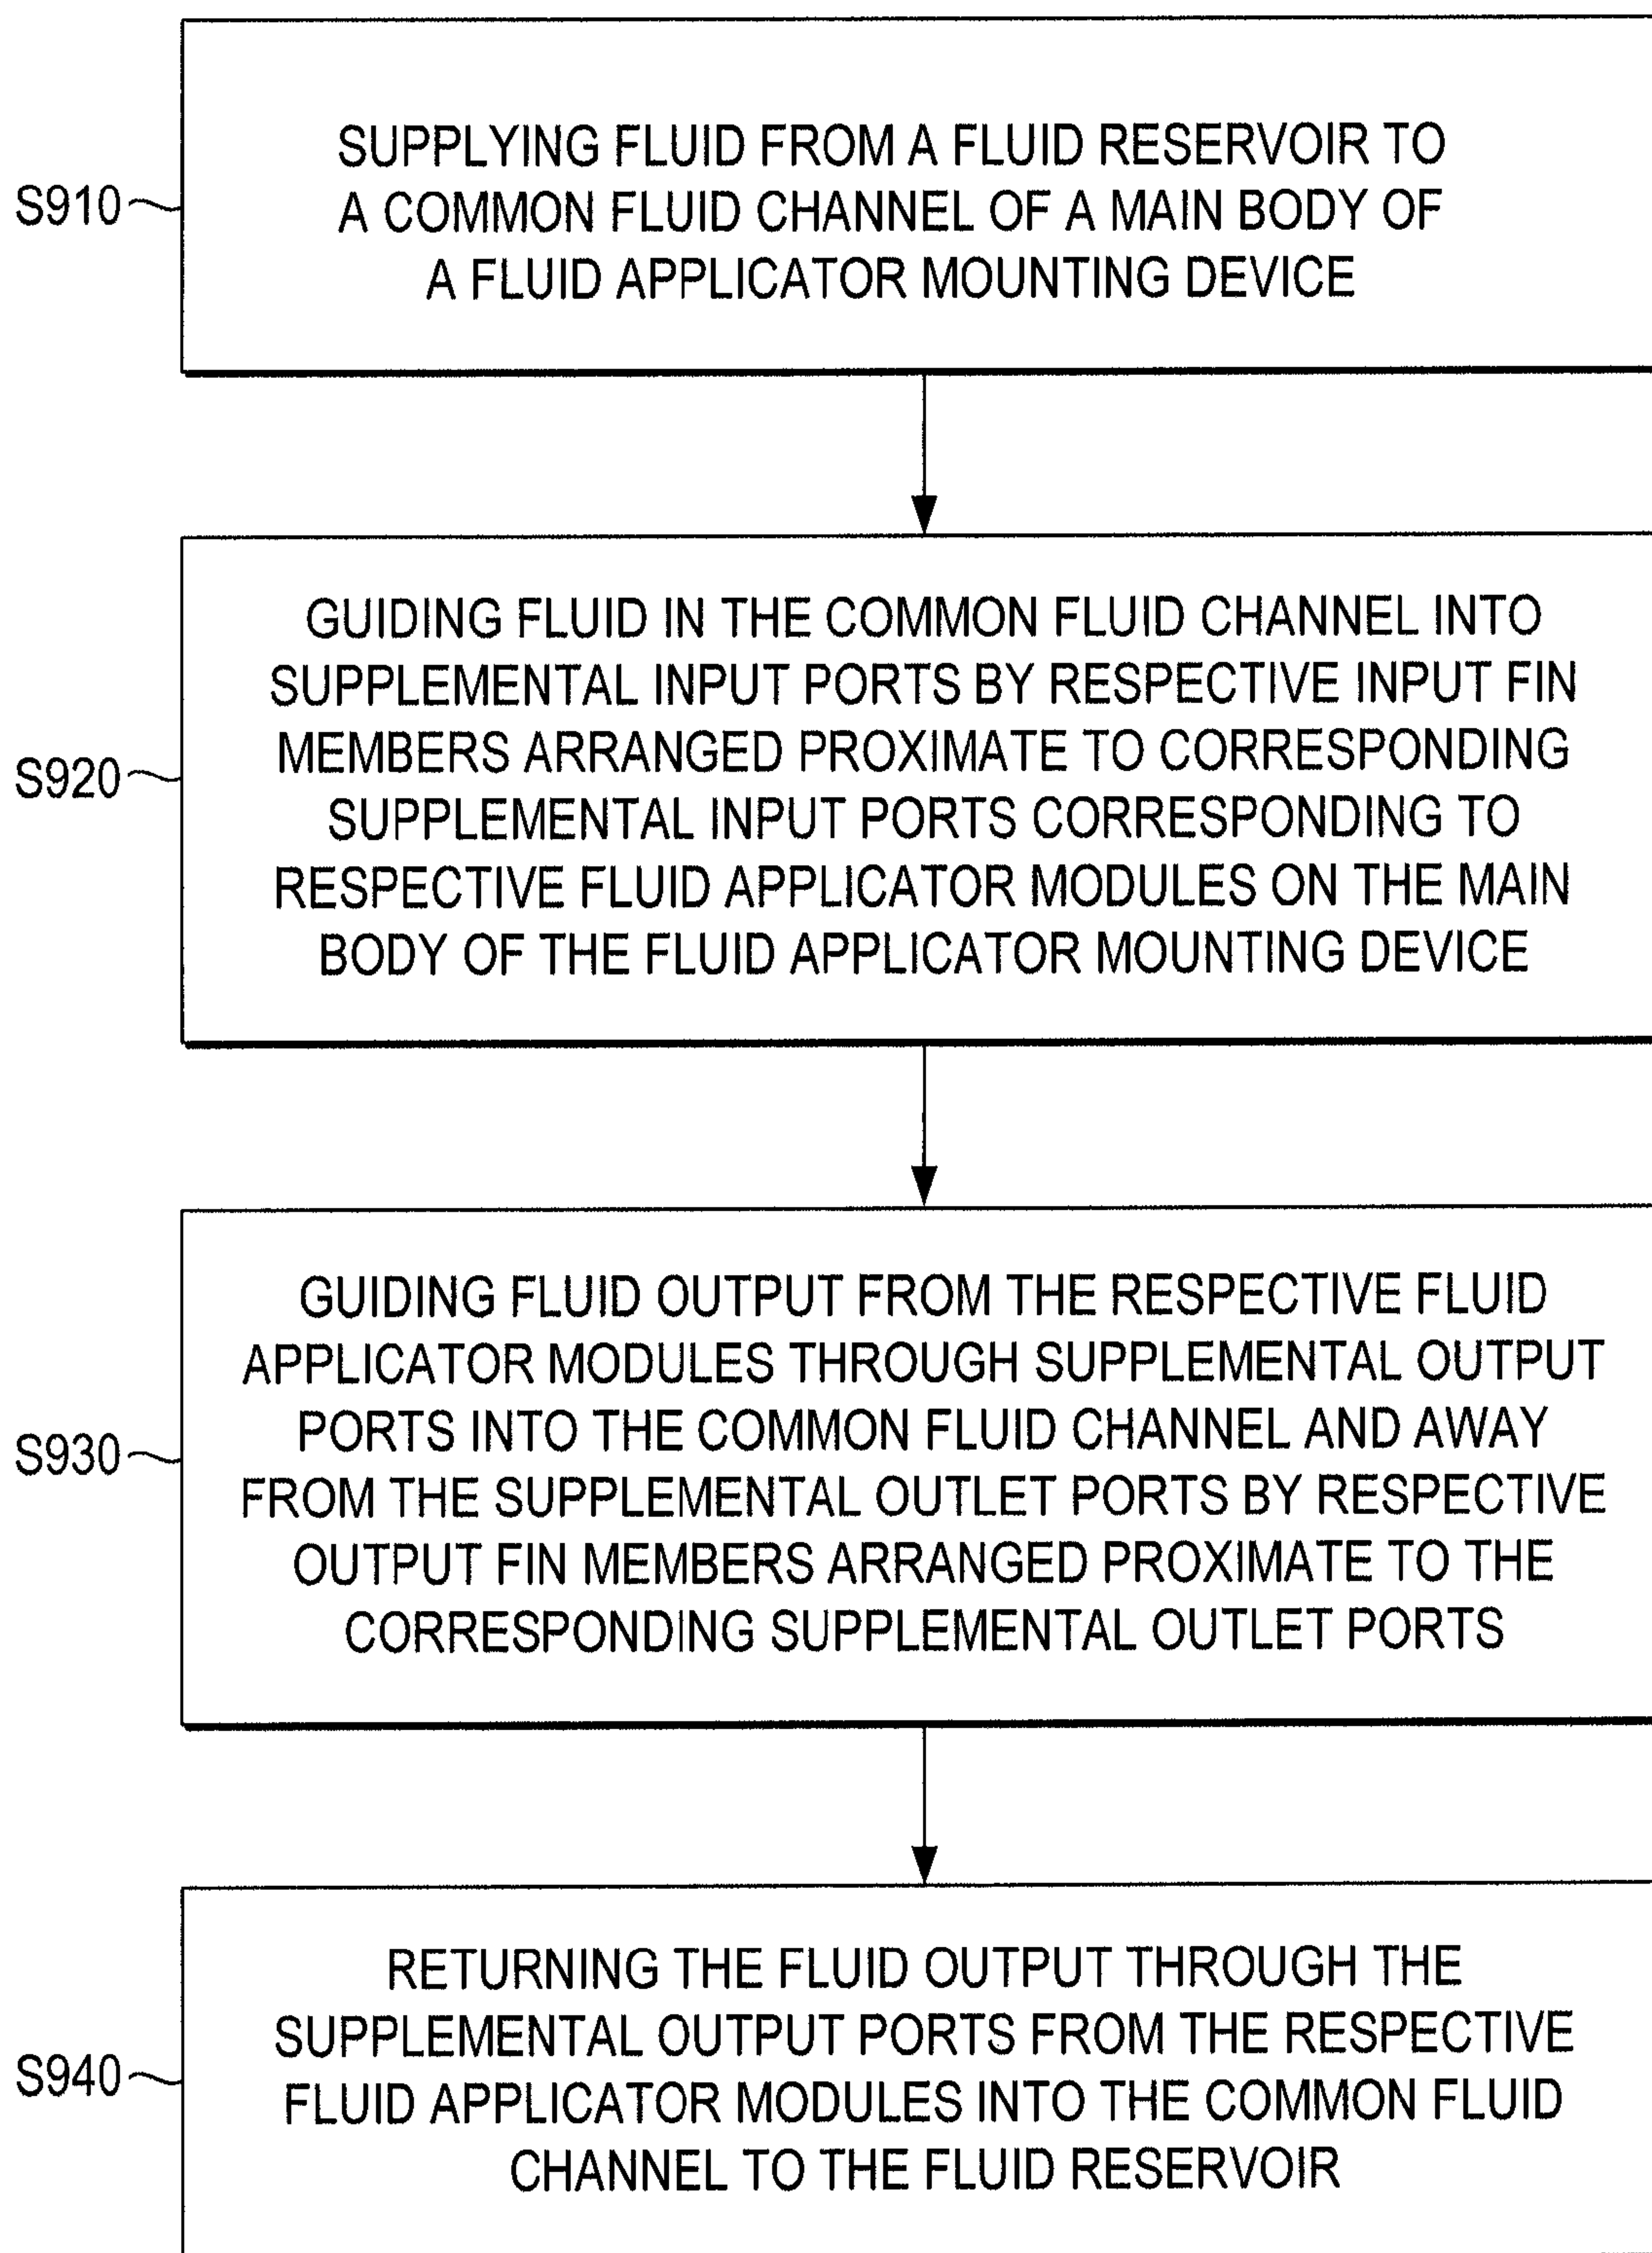 S910
SUPPLYING FLUID FROM A FLUID RESERVOIR TO
A COMMON FLUID CHANNEL OF A MAIN BODY OF
A FLUID APPLICATOR MOUNTING DEVICE
S920
GUIDING FLUID IN THE COMMON FLUID CHANNEL INTO
SUPPLEMENTAL INPUT PORTS BY RESPECTIVE INPUT FIN
MEMBERS ARRANGED PROXIMATE TO CORRESPONDING
SUPPLEMENTAL INPUT PORTS CORRESPONDING TO
RESPECTIVE FLUID APPLICATOR MODULES ON THE MAIN
BODY OF THE FLUID APPLICATOR MOUNTING DEVICE
S930
GUIDING FLUID OUTPUT FROM THE RESPECTIVE FLUID
APPLICATOR MODULES THROUGH SUPPLEMENTAL OUTPUT
PORTS INTO THE COMMON FLUID CHANNEL AND AWAY
FROM THE SUPPLEMENTAL OUTLET PORTS BY RESPECTIVE
OUTPUT FIN MEMBERS ARRANGED PROXIMATE TO THE
CORRESPONDING SUPPLEMENTAL OUTLET PORTS
S940
RETURNING THE FLUID OUTPUT THROUGH THE
SUPPLEMENTAL OUTPUT PORTS FROM THE RESPECTIVE
FLUID APPLICATOR MODULES INTO THE COMMON FLUID
CHANNEL TO THE FLUID RESERVOIR